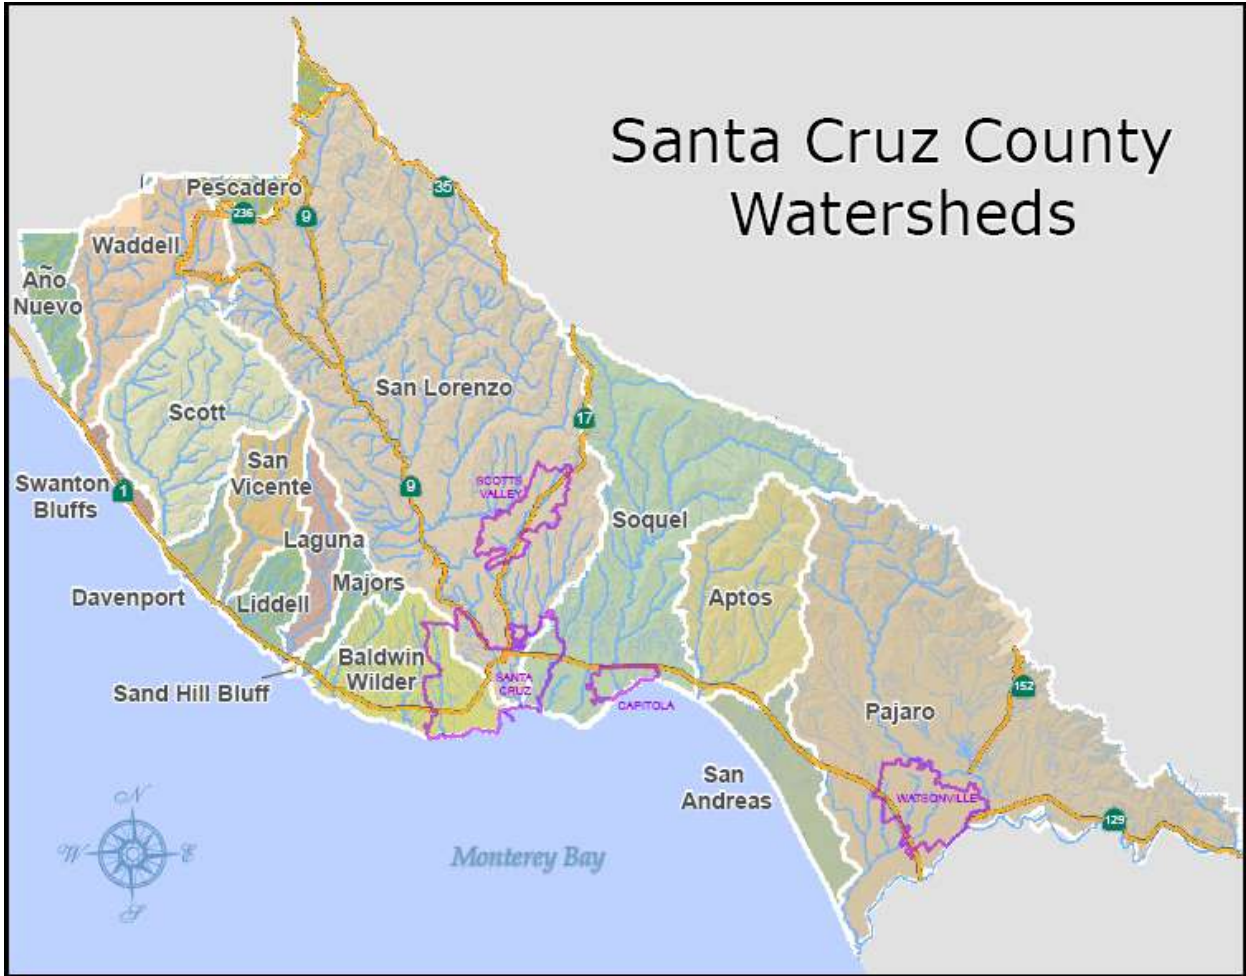 Santa Cruz County
Watersheds
35
Pescadero
236
9
Waddell
Año
Nuevo
San Lorenzo
Scott
17
San
Vicente
SCOTTS
VALLEY
9
Swanton
Bluffs
1
Soquel
Laguna
Majors
Davenport
Liddell
Aptos
Baldwin
Wilder
SANTA
CRUZ
Sand Hill Bluff
CAPITOLA
152
Pajaro
San
Andreas
WATSONVILLE
129
N
W
E
S
Monterey Bay